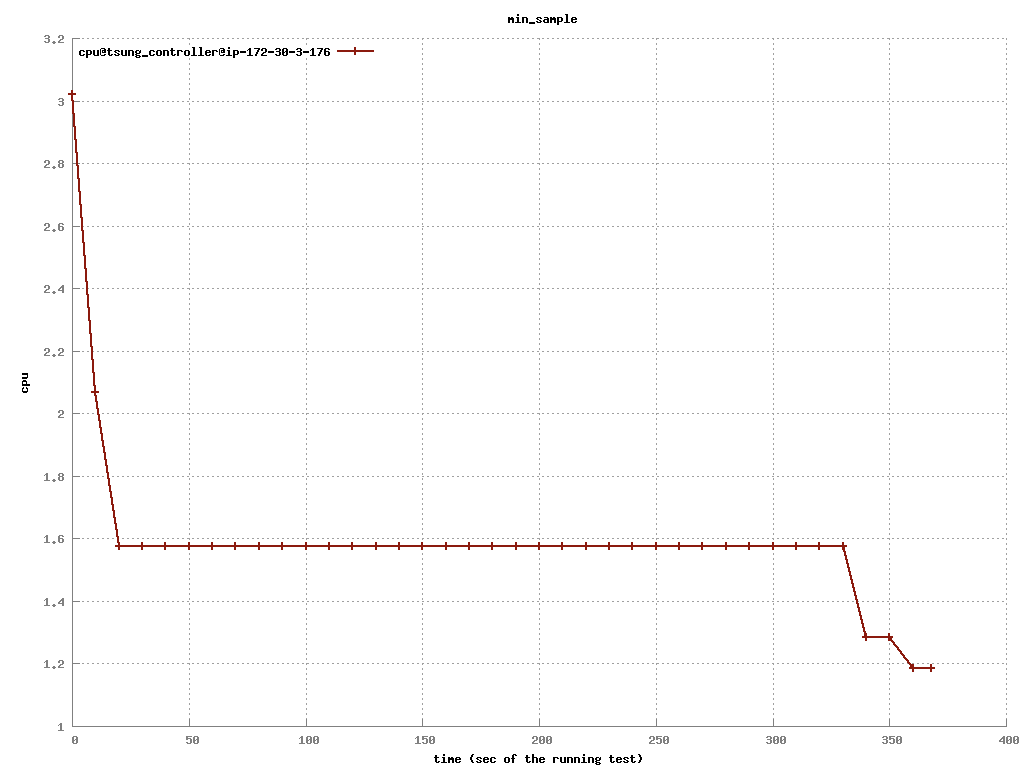 min_sample
cpu@tsung_controller@ip-172-30-3-176
3.2
3
2.8
2.6
2.4
2.2
2
1.8
1.6
1.4
1.2
1
cpu
0 50 100 150 200 250 300 350 400
time (sec of the running test)